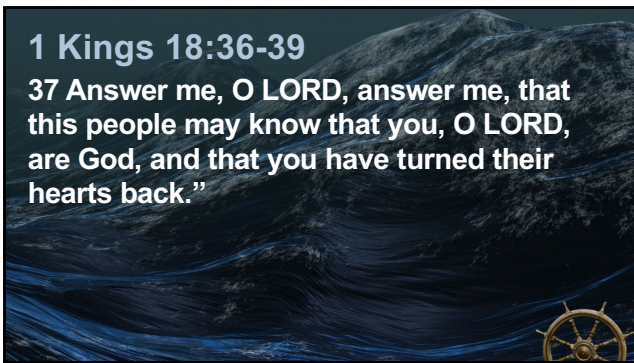 1 Kings 18:36-39
37 Answer me, O LORD, answer me, that
this people may know that you, O LORD,
are God, and that you have turned their
hearts back.”